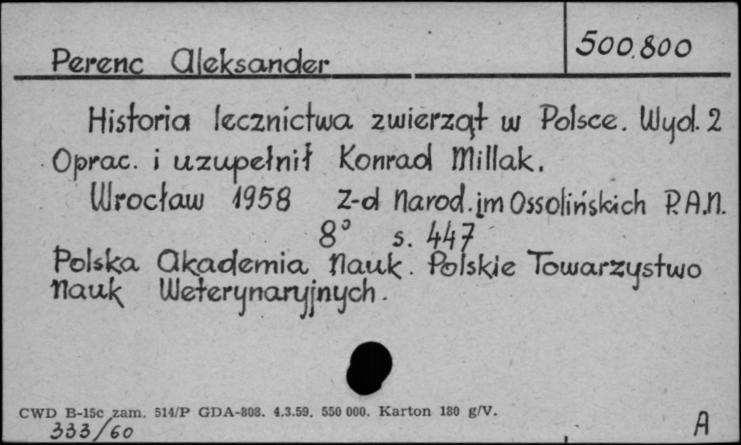 Perenc Aleksander 500.800
Historia lecznictwa zwierząt w Polsce. Wyd. 2
Oprac. i uzupełnił Konrad Millak.
Wrocław 1958 Z-d Narod. im Ossolińskich P.A.N.
8° s. 447
Polska Akademia Nauk. Polskie Towarzystwo
Nauk Weterynaryjnych.
CWD B-15c zam. 514/P GDA-808. 4.3.59. 550 000. Karton 180 g/V.
333/60 A